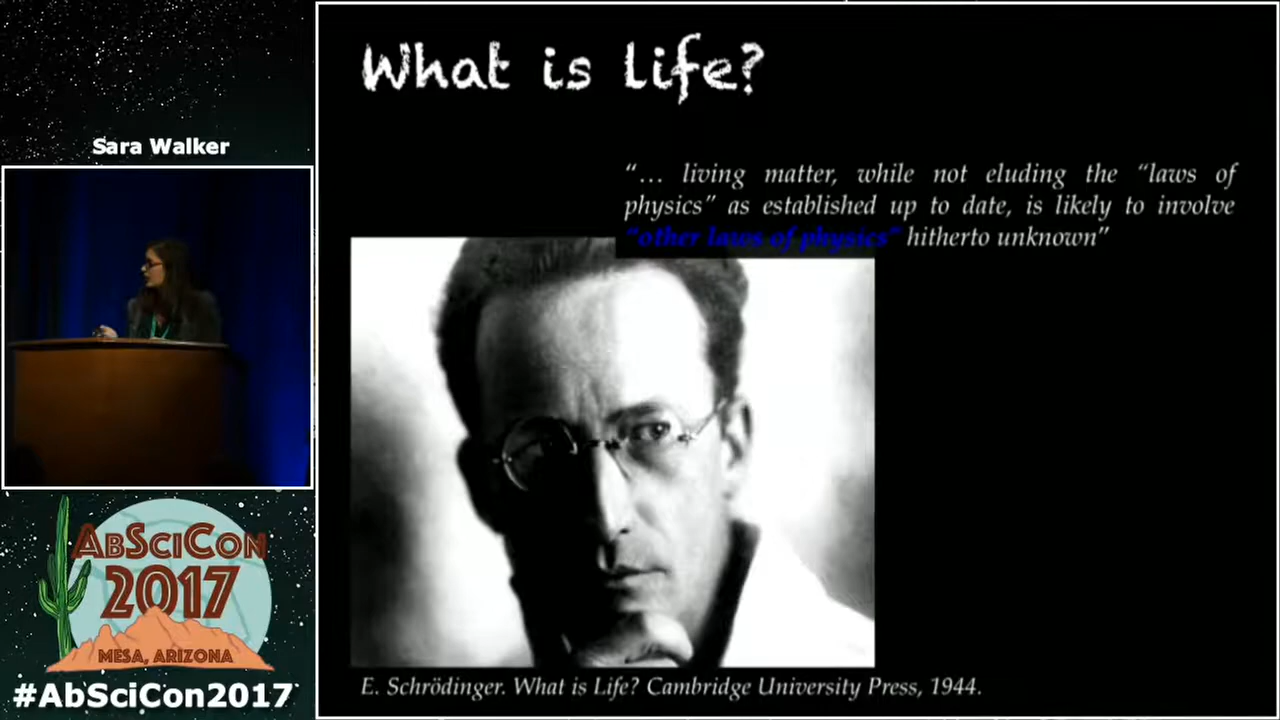 Sara Walker
AbSciCon
2017
MESA, ARIZONA
#AbSciCon2017
What is life?
“… living matter, while not eluding the “laws of
physics” as established up to date, is likely to involve
“other laws of physics” hitherto unknown”
E. Schrödinger. What is Life? Cambridge University Press, 1944.